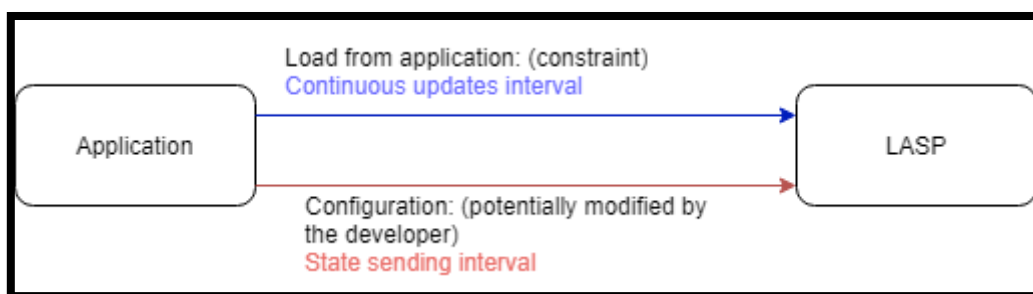 Load from application: (constraint)
Continuous updates interval
Application
LASP
Configuration: (potentially modified by
the developer)
State sending interval